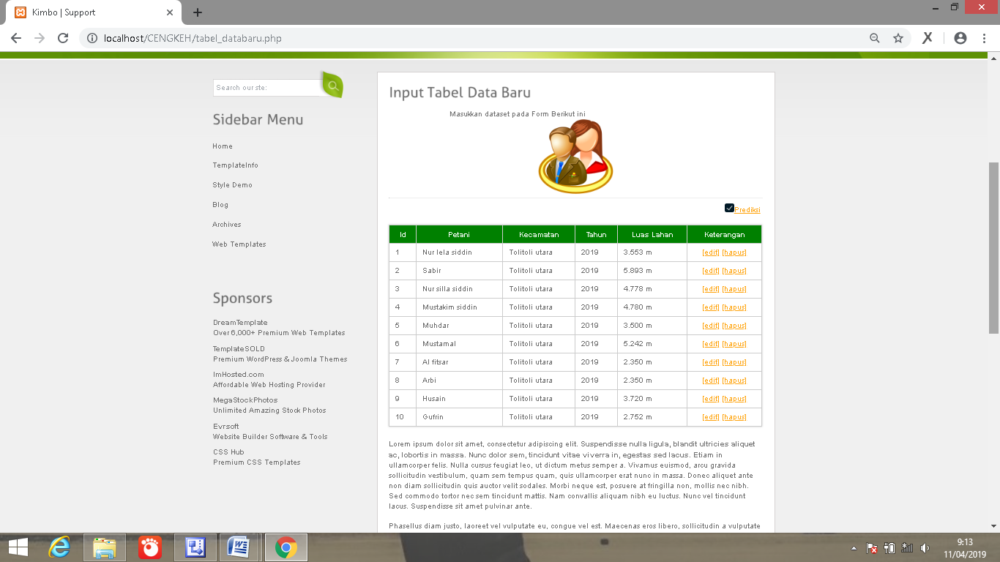 Kimbo | Support
localhost/CENGKEH/tabel_databaru.php
Search our site:
Sidebar Menu
Home
TemplateInfo
Style Demo
Blog
Archives
Web Templates
Sponsors
DreamTemplate
Over 6,000+ Premium Web Templates
TemplateSOLD
Premium WordPress & Joomla Themes
ImHosted.com
Affordable Web Hosting Provider
MegaStockPhotos
Unlimited Amazing Stock Photos
Evrsoft
Website Builder Software & Tools
CSS Hub
Premium CSS Templates
Input Tabel Data Baru
Masukkan dataset pada Form Berikut ini
Prediksi
Id Petani Kecamatan Tahun Luas Lahan Keterangan
1 Nur lela siddin Tolitoli utara 2019 3.553 m [edit] [hapus]
2 Sabir Tolitoli utara 2019 5.893 m [edit] [hapus]
3 Nur silla siddin Tolitoli utara 2019 4.778 m [edit] [hapus]
4 Mustakim siddin Tolitoli utara 2019 4.780 m [edit] [hapus]
5 Muhdar Tolitoli utara 2019 3.500 m [edit] [hapus]
6 Mustamal Tolitoli utara 2019 5.242 m [edit] [hapus]
7 Al fitsar Tolitoli utara 2019 2.350 m [edit] [hapus]
8 Arbi Tolitoli utara 2019 2.350 m [edit] [hapus]
9 Husain Tolitoli utara 2019 3.720 m [edit] [hapus]
10 Gufrin Tolitoli utara 2019 2.752 m [edit] [hapus]
Lorem ipsum dolor sit amet, consectetur adipiscing elit. Suspendisse nulla ligula, blandit ultricies aliquet
ac, lobortis in massa. Nunc dolor sem, tincidunt vitae viverra in, egestas sed lacus. Etiam in
ullamcorper felis. Nulla cursus feugiat leo, ut dictum metus semper a. Vivamus euismod, arcu gravida
sollicitudin vestibulum, quam sem tempus quam, quis ullamcorper erat nunc in massa. Donec aliquet ante
non diam sollicitudin quis auctor velit sodales. Morbi neque est, posuere at fringilla non, mollis nec nibh.
Sed commodo tortor nec sem tincidunt mattis. Nam convallis aliquam nibh eu luctus. Nunc vel tincidunt
lacus. Suspendisse sit amet pulvinar ante.
Phasellus diam justo, laoreet vel vulputate eu, congue vel est. Maecenas eros libero, sollicitudin a vulputate
9:13
11/04/2019